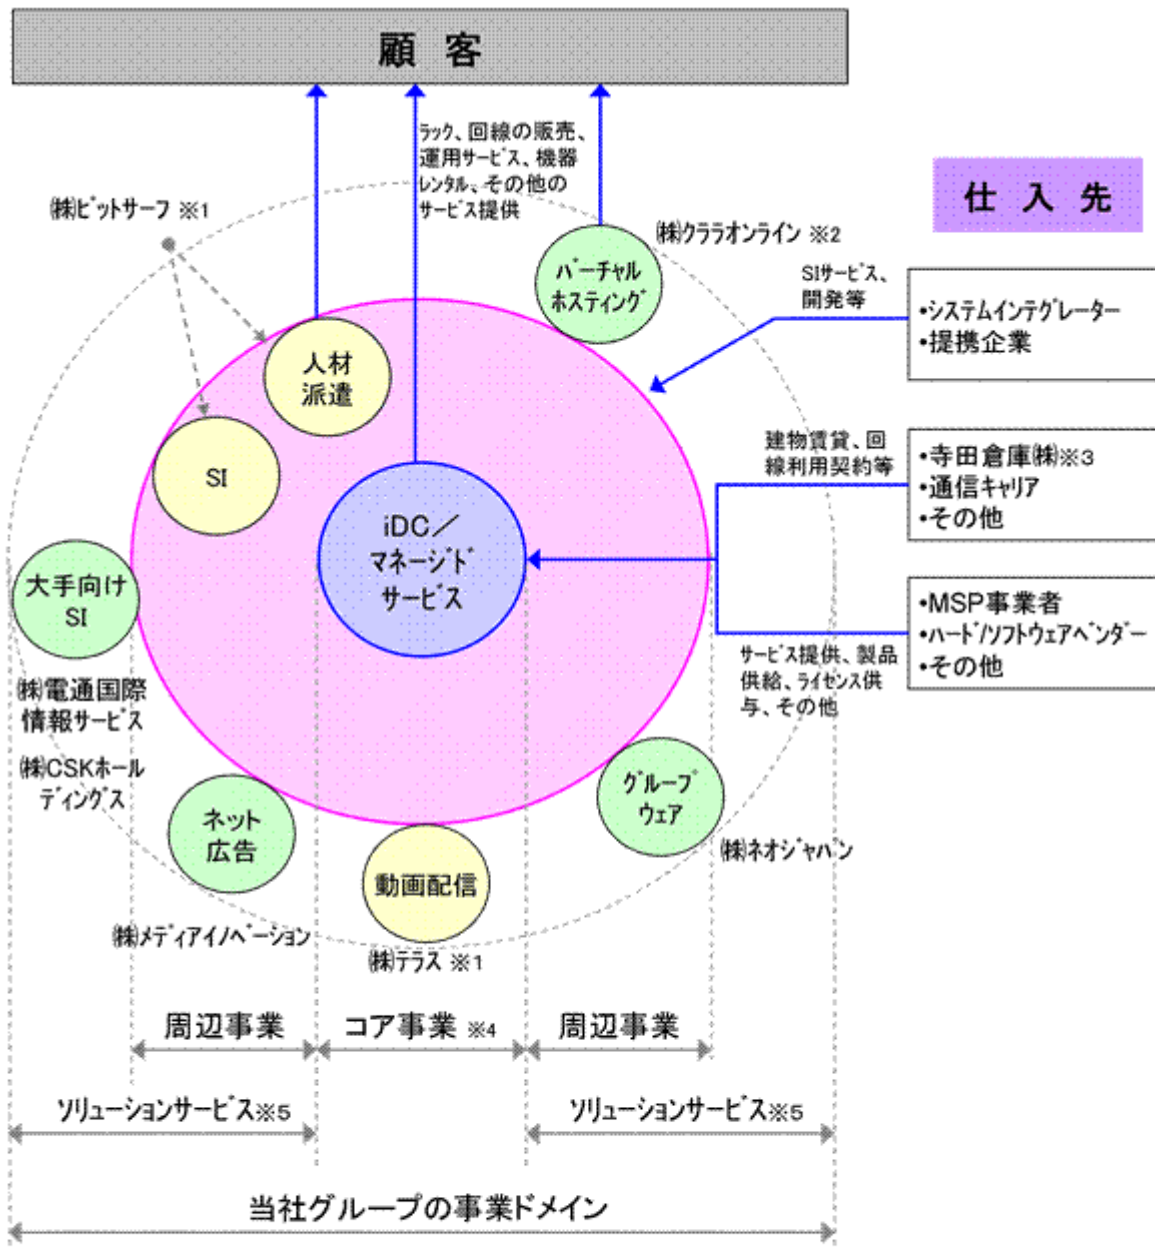 顧 客
ラック、回線の販売、
運用サービス、機器
レンタル、その他の
サービス提供
仕 入 先
㈱ビットサーフ ※1
㈱クララオンライン ※2
バーチャル
ホスティング
SIサービス、
開発等
•システムインテグレーター
•提携企業
人材
派遣
SI
建物賃貸、回
線利用契約等
•寺田倉庫㈱※3
•通信キャリア
•その他
iDC／
マネージド
サービス
大手向け
SI
•MSP事業者
•ハード/ソフトウェアベンダー
•その他
サービス提供、製品
供給、ライセンス供
与、その他
㈱電通国際
情報サービス
㈱CSKホール
ディングス
ネット
広告
グループ
ウェア
㈱ネオジャパン
動画配信
㈱メディアイノベーション
㈱テラス ※1
周辺事業
コア事業 ※4
周辺事業
ソリューションサービス※5
ソリューションサービス※5
当社グループの事業ドメイン